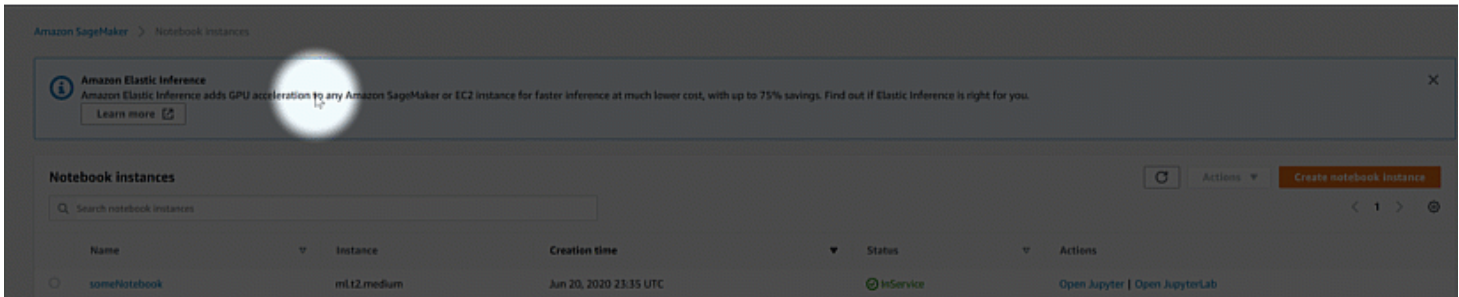 Amazon SageMaker > Notebook instances
Amazon Elastic Inference
Amazon Elastic Inference adds GPU acceleration to any Amazon SageMaker or EC2 instance for faster inference at much lower cost, with up to 75% savings. Find out if Elastic Inference is right for you.
Learn more
Notebook instances
Actions
Create notebook instance
Search notebook instances
< 1 >
Name Instance Creation time Status Actions
someNotebook ml.t2.medium Jun 20, 2020 23:35 UTC InService Open Jupyter | Open JupyterLab